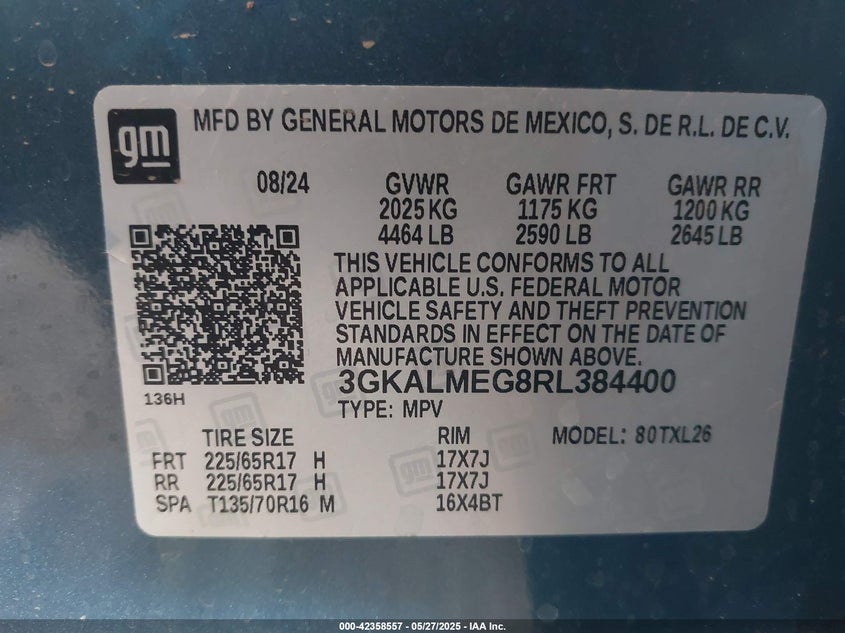 gm
MFD BY GENERAL MOTORS DE MEXICO, S. DE R.L. DE C.V.
08/24 GVWR GAWR FRT GAWR RR
2025 KG 1175 KG 1200 KG
4464 LB 2590 LB 2645 LB
THIS VEHICLE CONFORMS TO ALL
APPLICABLE U.S. FEDERAL MOTOR
VEHICLE SAFETY AND THEFT PREVENTION
STANDARDS IN EFFECT ON THE DATE OF
MANUFACTURE SHOWN ABOVE.
3GKALMEG8RL384400
136H
TYPE: MPV
TIRE SIZE RIM MODEL: 80TXL26
FRT 225/65R17 H 17X7J
RR 225/65R17 H 17X7J
SPA T135/70R16 M 16X4BT
000-42358557 - 05/27/2025 - IAA Inc.